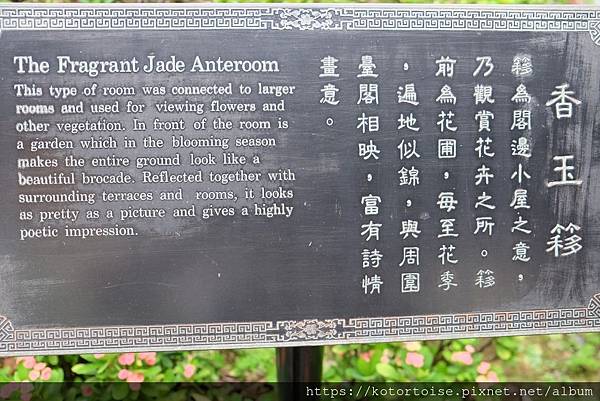 The Fragrant Jade Anteroom
This type of room was connected to larger
rooms and used for viewing flowers and
other vegetation. In front of the room is
a garden which in the blooming season
makes the entire ground look like a
beautiful brocade. Reflected together with
surrounding terraces and rooms, it looks
as pretty as a picture and gives a highly
poetic impression.
香玉簃
簃為閣邊小屋之意，
乃觀賞花卉之所。簃
前為花圃，每至花季
，遍地似錦，與周圍
臺閣相映，富有詩情
畫意。
https://kotortoise.pixnet.net/album